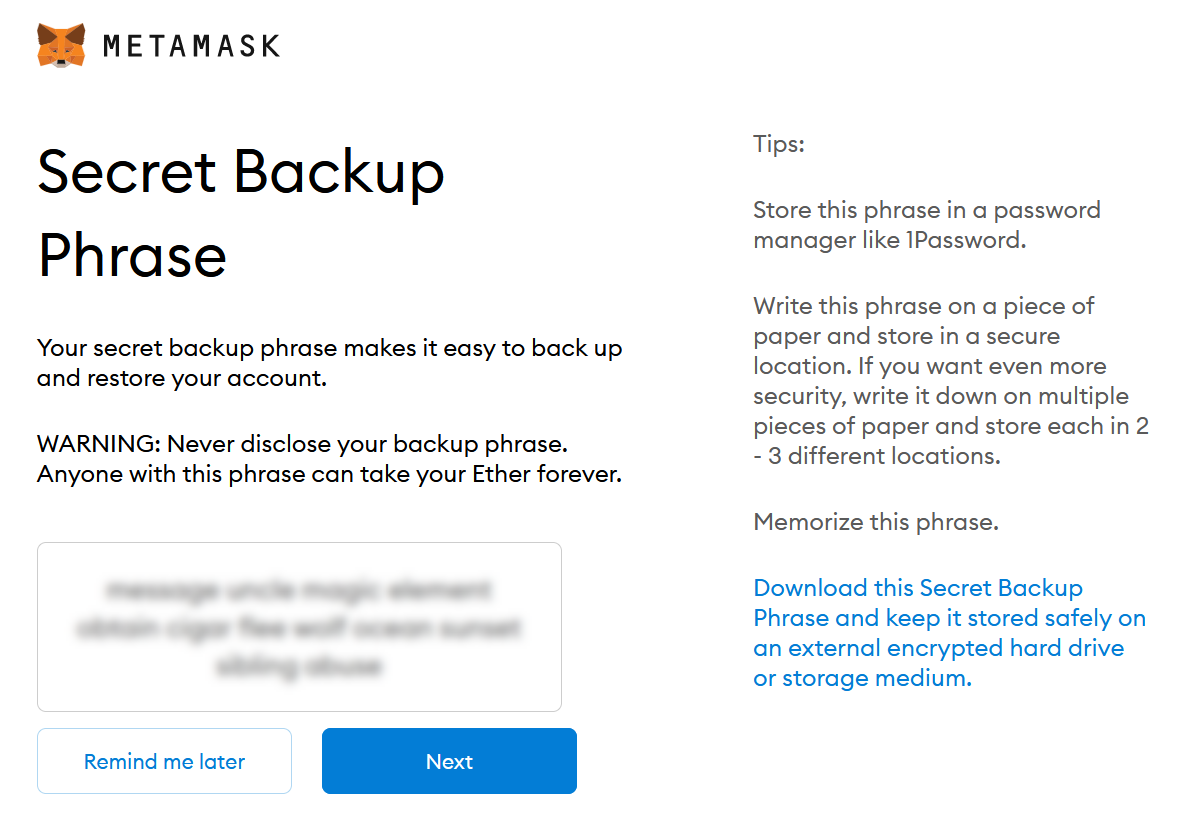 METAMASK
Secret Backup
Phrase
Your secret backup phrase makes it easy to back up
and restore your account.
WARNING: Never disclose your backup phrase.
Anyone with this phrase can take your Ether forever.
Remind me later
Next
Tips:
Store this phrase in a password
manager like 1Password.
Write this phrase on a piece of
paper and store in a secure
location. If you want even more
security, write it down on multiple
pieces of paper and store each in 2
- 3 different locations.
Memorize this phrase.
Download this Secret Backup
Phrase and keep it stored safely on
an external encrypted hard drive
or storage medium.